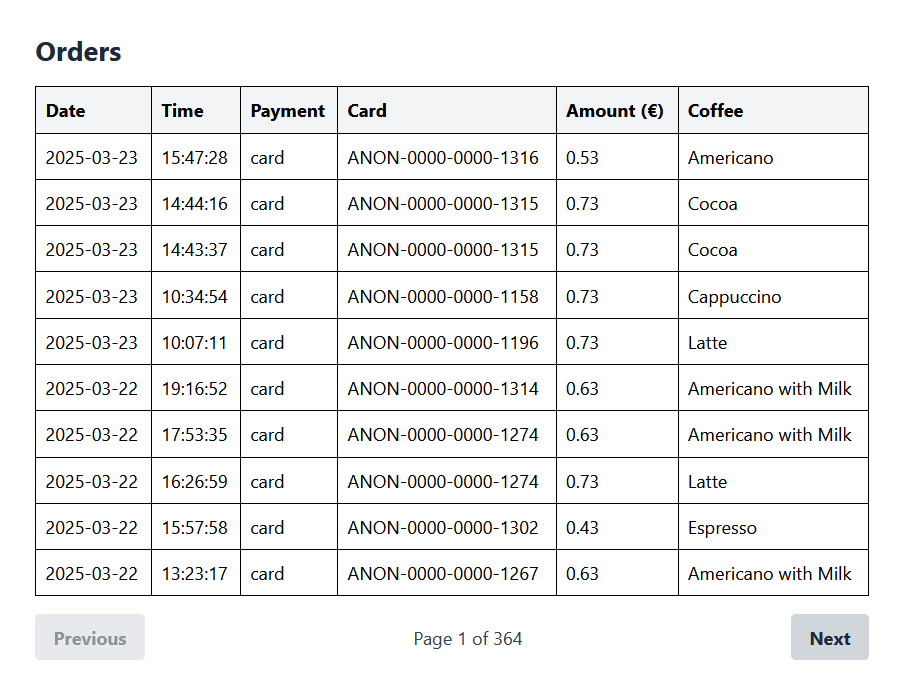 Orders
Date Time Payment Card Amount (€) Coffee
2025-03-23 15:47:28 card ANON-0000-0000-1316 0.53 Americano
2025-03-23 14:44:16 card ANON-0000-0000-1315 0.73 Cocoa
2025-03-23 14:43:37 card ANON-0000-0000-1315 0.73 Cocoa
2025-03-23 10:34:54 card ANON-0000-0000-1158 0.73 Cappuccino
2025-03-23 10:07:11 card ANON-0000-0000-1196 0.73 Latte
2025-03-22 19:16:52 card ANON-0000-0000-1314 0.63 Americano with Milk
2025-03-22 17:53:35 card ANON-0000-0000-1274 0.63 Americano with Milk
2025-03-22 16:26:59 card ANON-0000-0000-1274 0.73 Latte
2025-03-22 15:57:58 card ANON-0000-0000-1302 0.43 Espresso
2025-03-22 13:23:17 card ANON-0000-0000-1267 0.63 Americano with Milk
Previous Page 1 of 364 Next